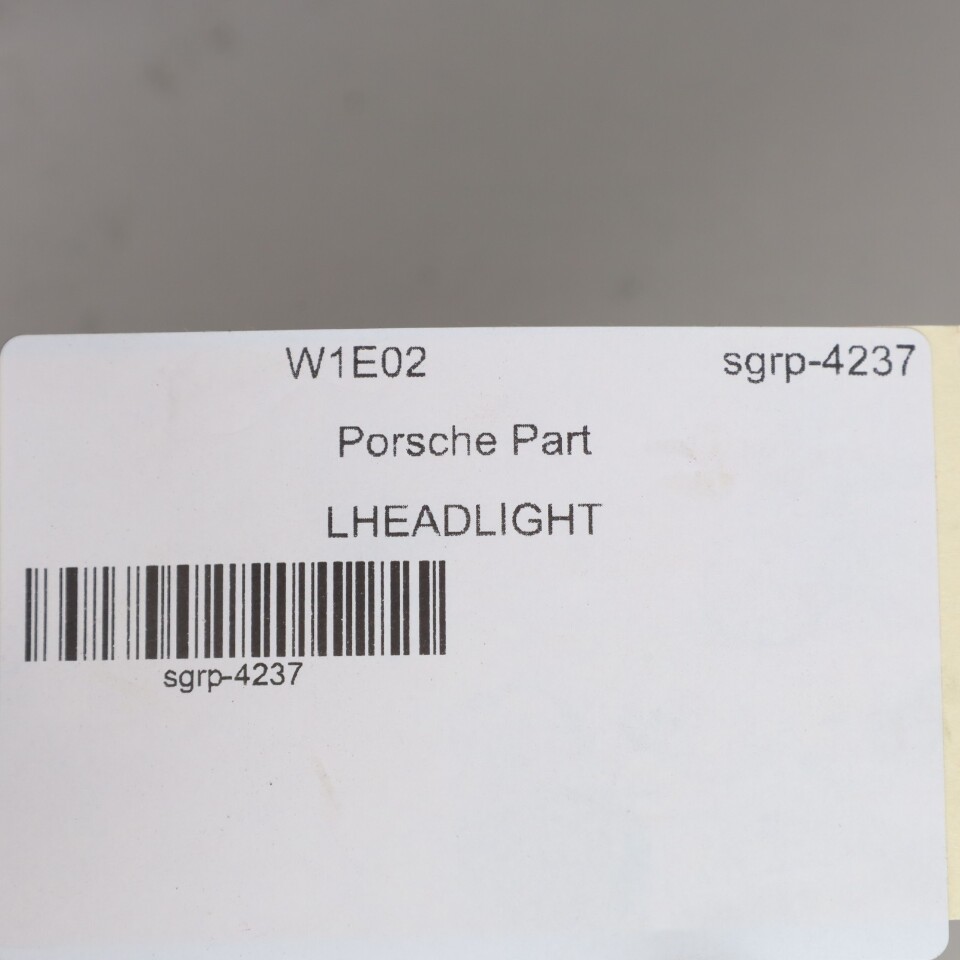 W1E02 sgrp-4237
Porsche Part
LHEADLIGHT
sgrp-4237